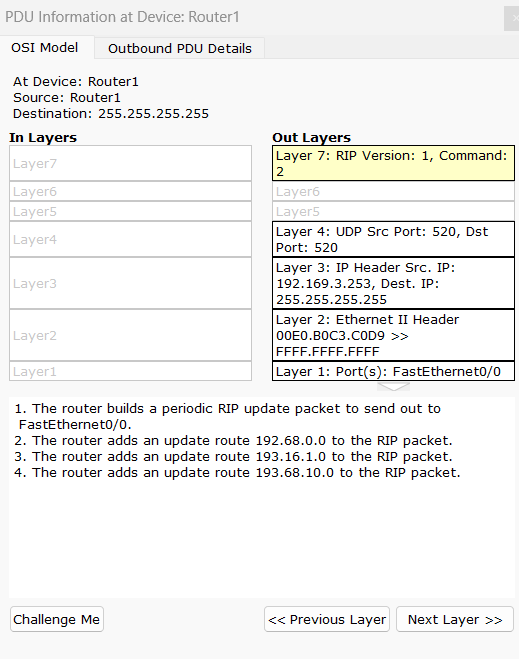 PDU Information at Device: Router1
OSI Model
Outbound PDU Details
At Device: Router1
Source: Router1
Destination: 255.255.255.255
In Layers
Layer7
Layer6
Layer5
Layer4
Layer3
Layer2
Layer1
Out Layers
Layer 7: RIP Version: 1, Command:
2
Layer6
Layer5
Layer 4: UDP Src Port: 520, Dst
Port: 520
Layer 3: IP Header Src. IP:
192.169.3.253, Dest. IP:
255.255.255.255
Layer 2: Ethernet II Header
00E0.B0C3.C0D9 >>
FFFF.FFFF.FFFF
Layer 1: Port(s): FastEthernet0/0
1. The router builds a periodic RIP update packet to send out to
FastEthernet0/0.
2. The router adds an update route 192.68.0.0 to the RIP packet.
3. The router adds an update route 193.16.1.0 to the RIP packet.
4. The router adds an update route 193.68.10.0 to the RIP packet.
Challenge Me
<< Previous Layer
Next Layer >>